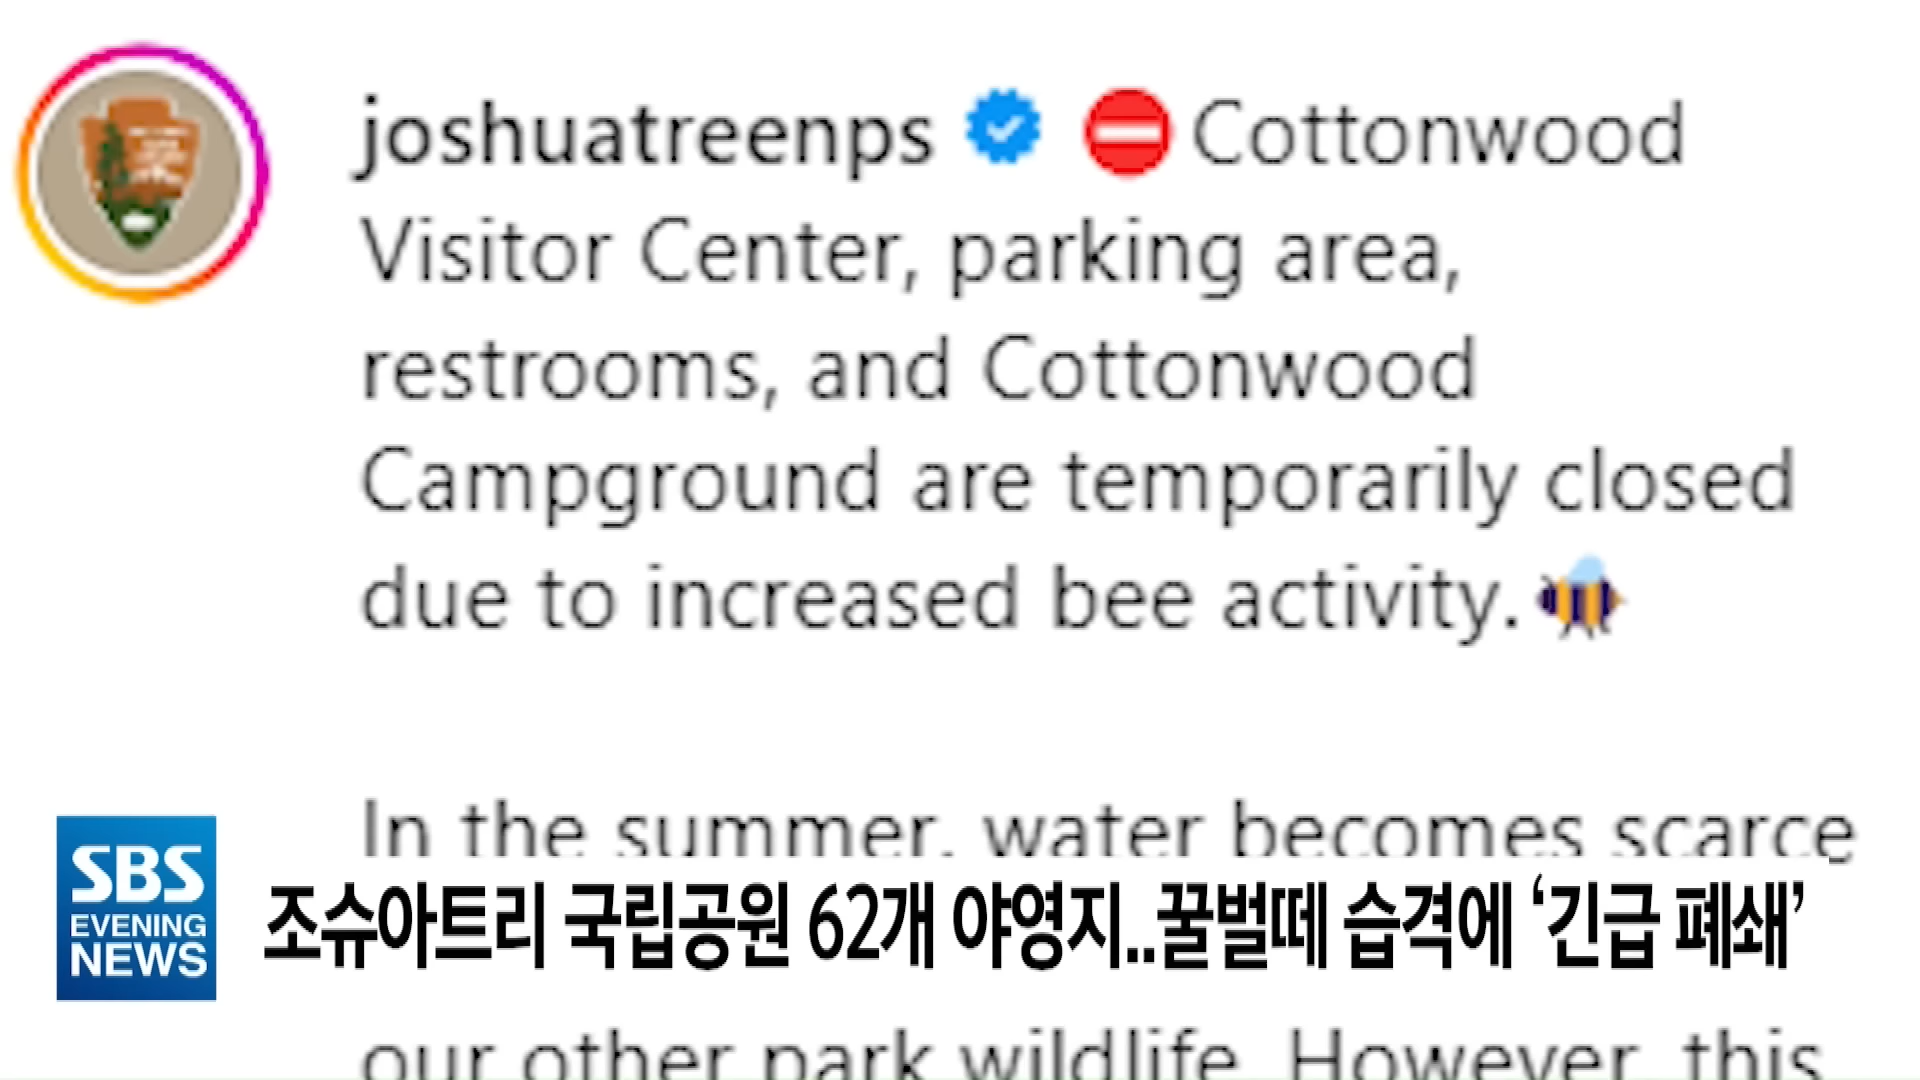 joshuatreenps Cottonwood
Visitor Center, parking area,
restrooms, and Cottonwood
Campground are temporarily closed
due to increased bee activity.
In the summer, water becomes scarce
SBS
EVENING
NEWS
조슈아트리 국립공원 62개 야영지..꿀벌떼 습격에 ‘긴급 폐쇄’
our other park wildlife. However, this